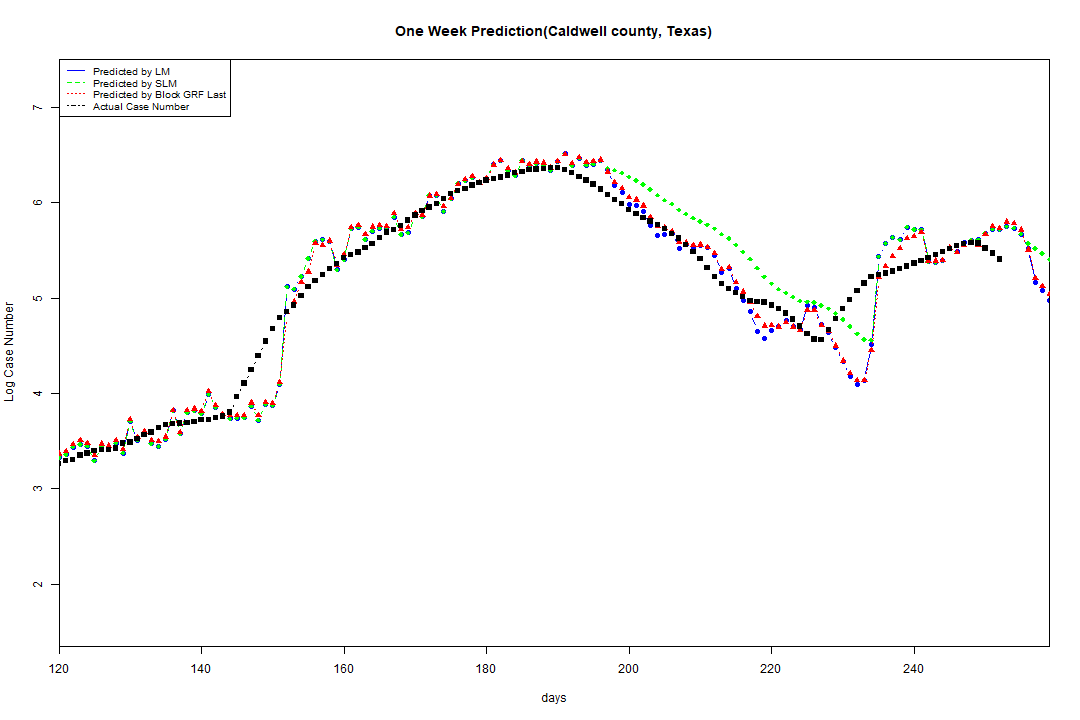 One Week Prediction(Caldwell county, Texas)
Predicted by LM
Predicted by SLM
Predicted by Block GRF Last
Actual Case Number
7
6
5
4
3
2
Log Case Number
120 140 160 180 200 220 240
days